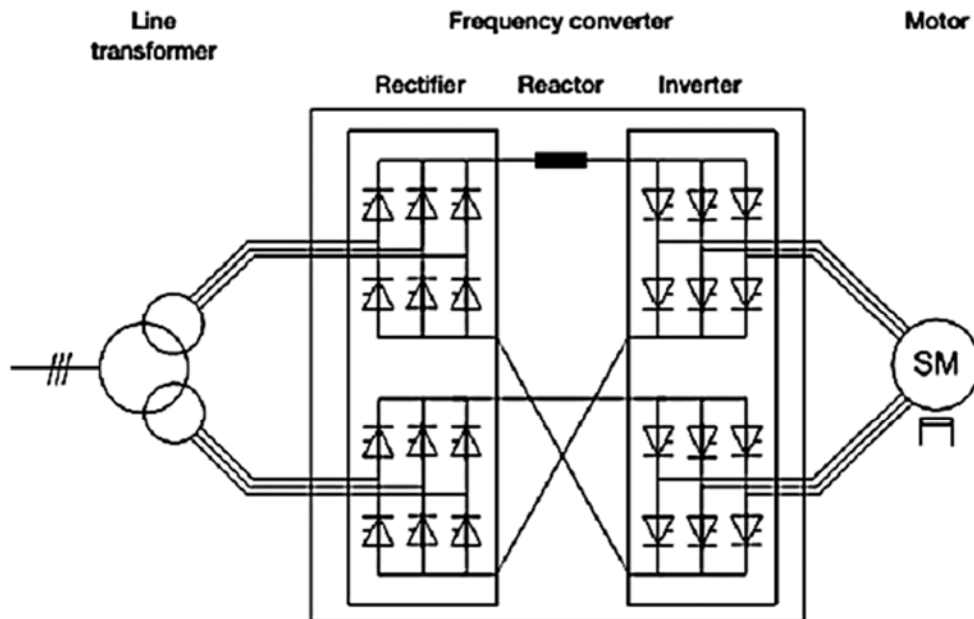 Line
transformer
Frequency converter
Motor
Rectifier
Reactor
Inverter
SM